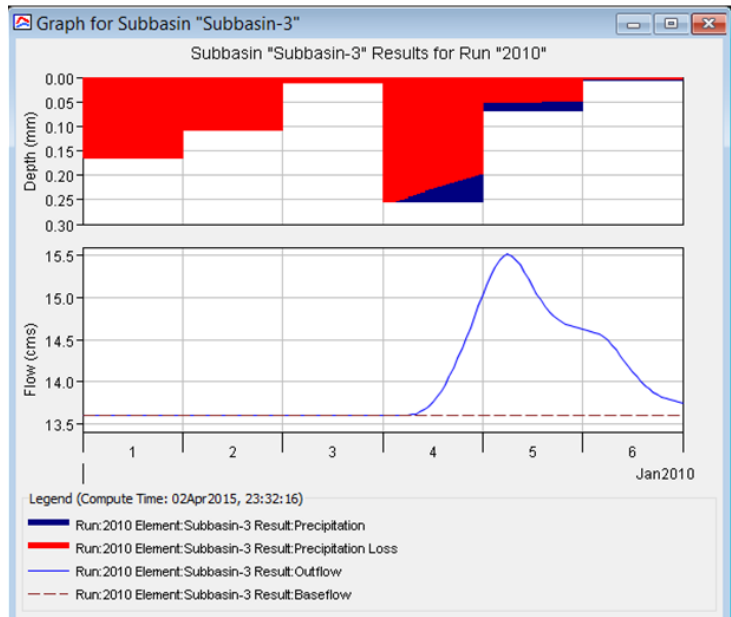 Graph for Subbasin "Subbasin-3"
Subbasin "Subbasin-3" Results for Run "2010"
Depth (mm)
0.00
0.05
0.10
0.15
0.20
0.25
0.30
Flow (cms)
15.5
15.0
14.5
14.0
13.5
1 2 3 4 5 6
Jan2010
Legend (Compute Time: 02Apr2015, 23:32:16)
Run:2010 Element:Subbasin-3 Result:Precipitation
Run:2010 Element:Subbasin-3 Result:Precipitation Loss
Run:2010 Element:Subbasin-3 Result:Outflow
Run:2010 Element:Subbasin-3 Result:Baseflow